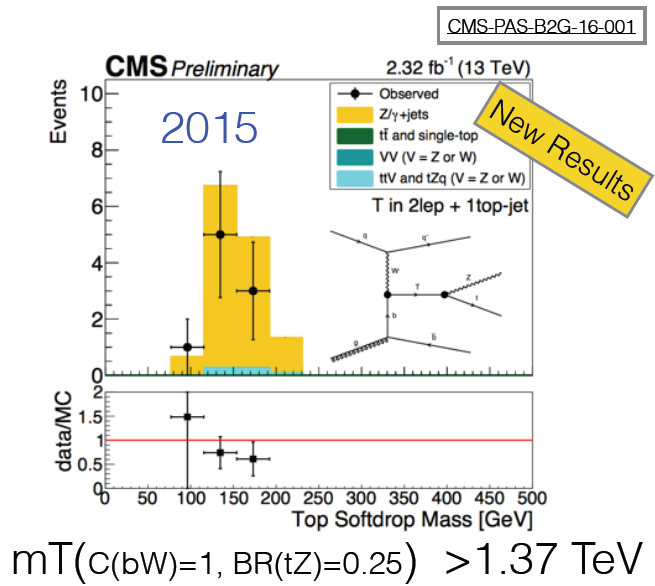 CMS-PAS-B2G-16-001
CMS Preliminary 2.32 fb⁻¹ (13 TeV)
Events
10
8
6
4
2
0
2015
Observed
Z/γ+jets
tt̄ and single-top
VV (V = Z or W)
ttV and tZq (V = Z or W)
New Results
T in 2lep + 1top-jet
q
q'
W
T
Z
t
b
g
b̄
data/MC
2
1.5
1
0.5
0
0 50 100 150 200 250 300 350 400 450 500
Top Softdrop Mass [GeV]
mT(C(bW)=1, BR(tZ)=0.25) >1.37 TeV